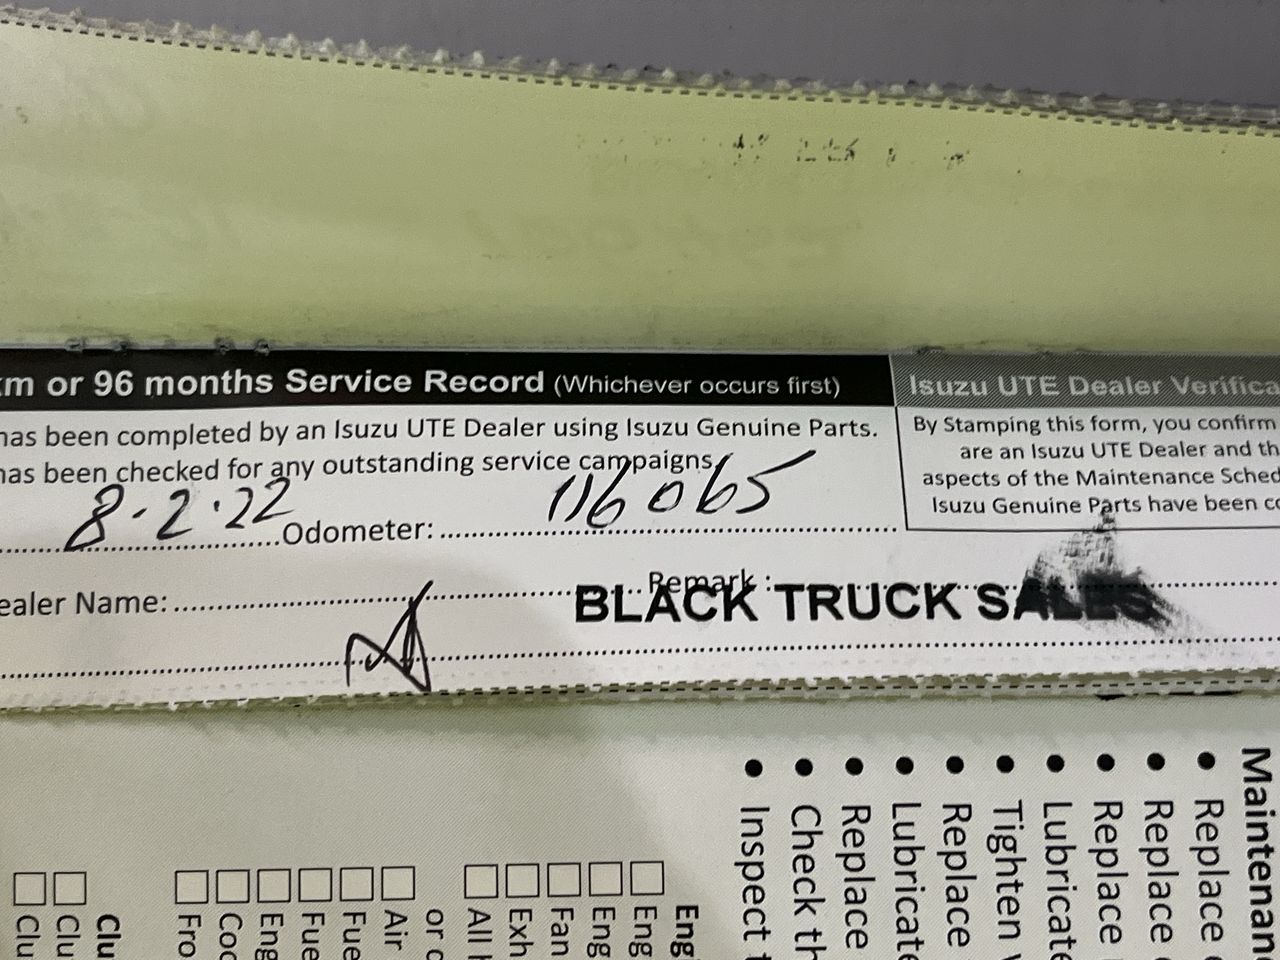 m or 96 months Service Record (Whichever occurs first)
Isuzu UTE Dealer Verifica
has been completed by an Isuzu UTE Dealer using Isuzu Genuine Parts.
has been checked for any outstanding service campaigns
By Stamping this form, you confirm
are an Isuzu UTE Dealer and th
aspects of the Maintenance Sched
Isuzu Genuine Parts have been co
8.2.22 Odometer: 116065
ealer Name: Remark :
BLACK TRUCK SALES
Maintenan
• Replace
• Replace
• Replace
• Lubricate
• Tighten
• Replace
• Lubricate
• Replace
• Check th
• Inspect t
Eng
Eng
Eng
Fan
Exh
All
or c
Air
Fue
Fue
Eng
Coo
Fro
Clu
Clu
Clu